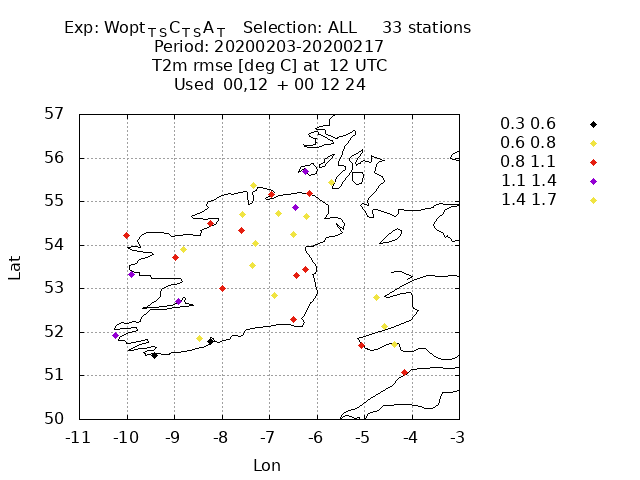 Exp: Wopt_TS C_TS A_T   Selection: ALL     33 stations
Period: 20200203-20200217
T2m rmse [deg C] at  12 UTC
Used  00,12  + 00 12 24
0.3 0.6
0.6 0.8
0.8 1.1
1.1 1.4
1.4 1.7
57
56
55
54
53
52
51
50
Lat
-11 -10 -9 -8 -7 -6 -5 -4 -3
Lon